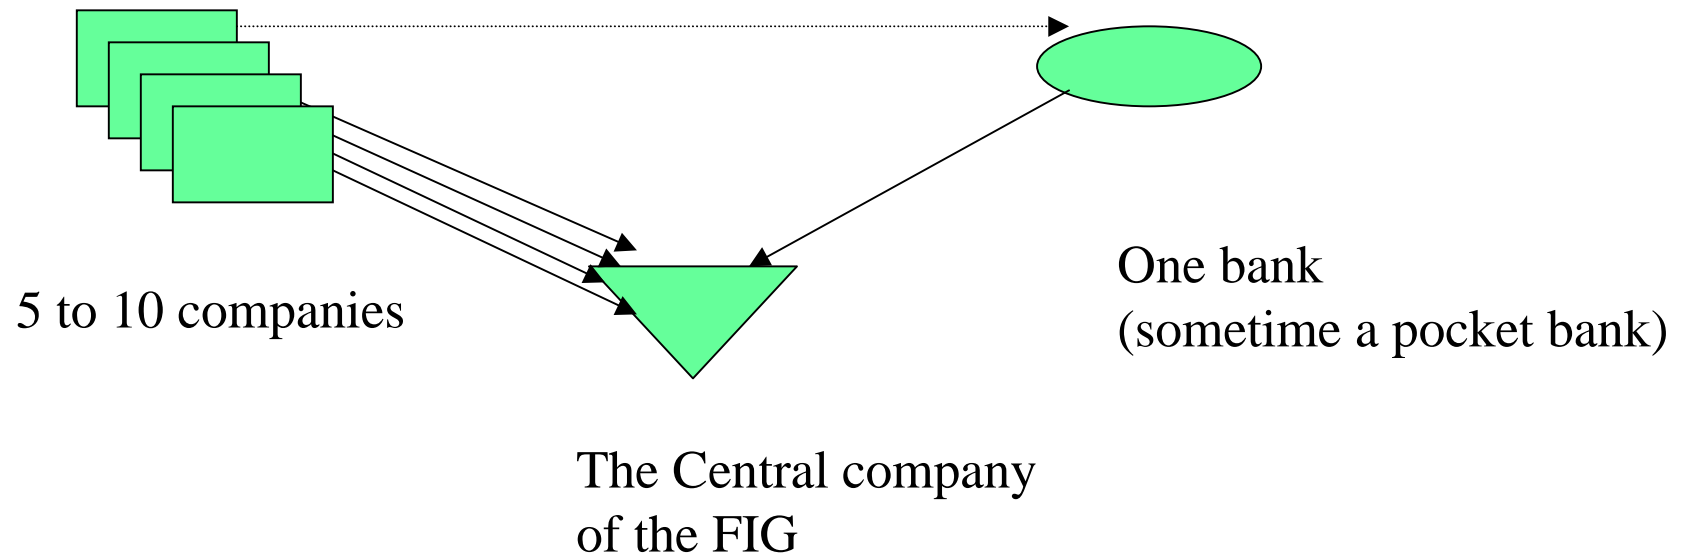 5 to 10 companies
One bank
(sometime a pocket bank)
The Central company
of the FIG